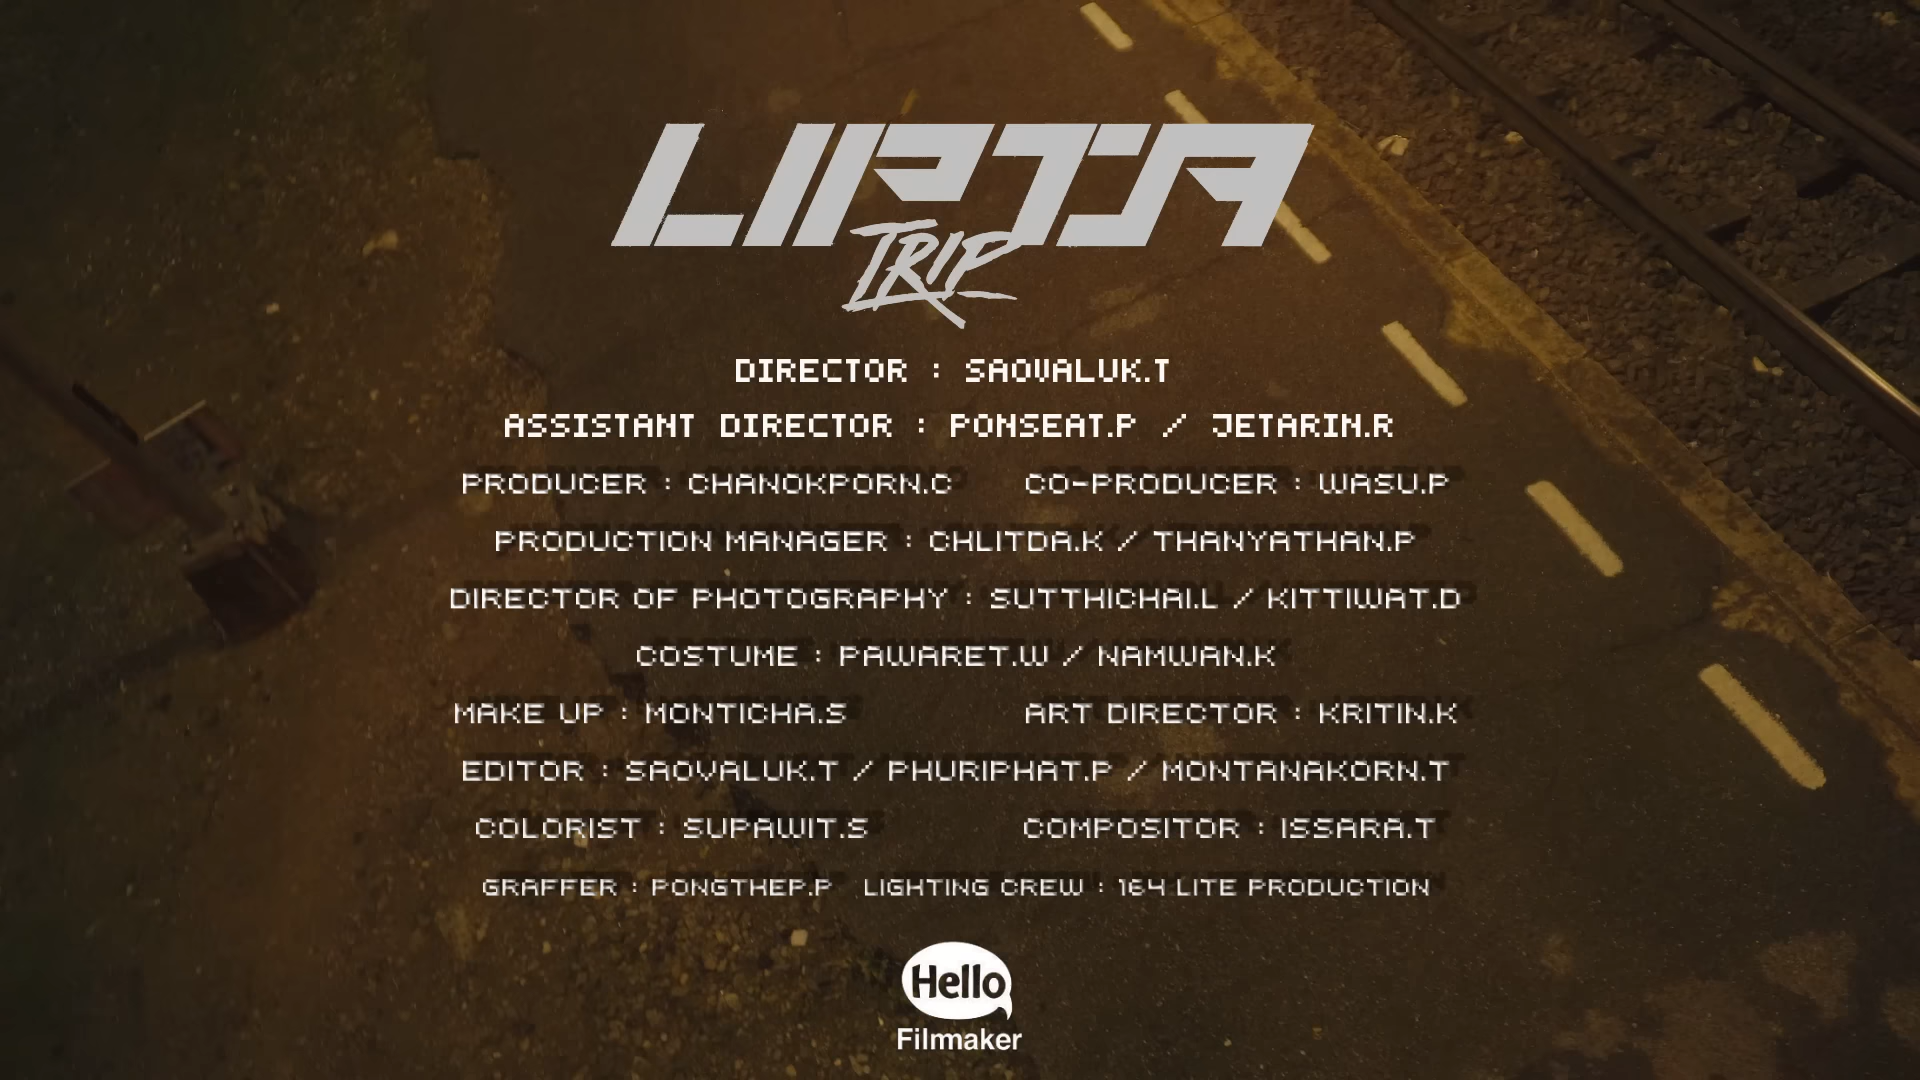 LIPTA
TRIP
DIRECTOR : SAOVALUK.T
ASSISTANT DIRECTOR : PONSEAT.P / JETARIN.R
PRODUCER : CHANOKPORN.C CO-PRODUCER : WASU.P
PRODUCTION MANAGER : CHLITDA.K / THANYATHAN.P
DIRECTOR OF PHOTOGRAPHY : SUTTHICHAI.L / KITTIWAT.D
COSTUME : PAWARET.W / NAMWAN.K
MAKE UP : MONTICHA.S ART DIRECTOR : KRITIN.K
EDITOR : SAOVALUK.T / PHURIPHAT.P / MONTANAKORN.T
COLORIST : SUPAWIT.S COMPOSITOR : ISSARA.T
GRAFFER : PONGTHEP.P LIGHTING CREW : 164 LITE PRODUCTION
Hello
Filmaker